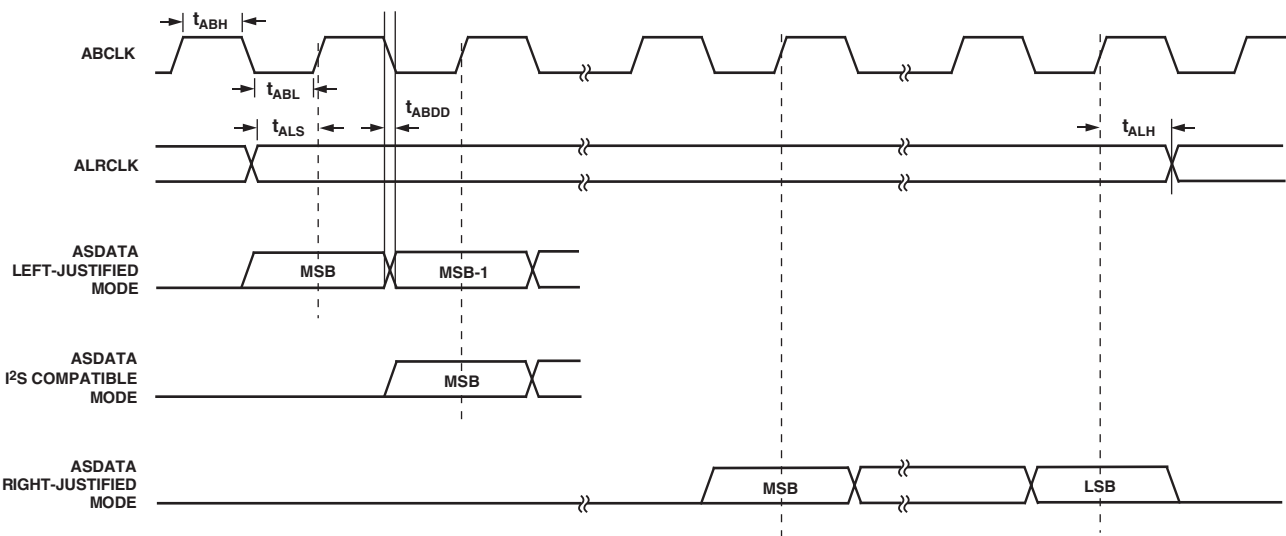 tABH
ABCLK
tABL
tABDD
tALS
tALH
ALRCLK
ASDATA
LEFT-JUSTIFIED
MODE
MSB
MSB-1
ASDATA
I²S COMPATIBLE
MODE
MSB
ASDATA
RIGHT-JUSTIFIED
MODE
MSB
LSB